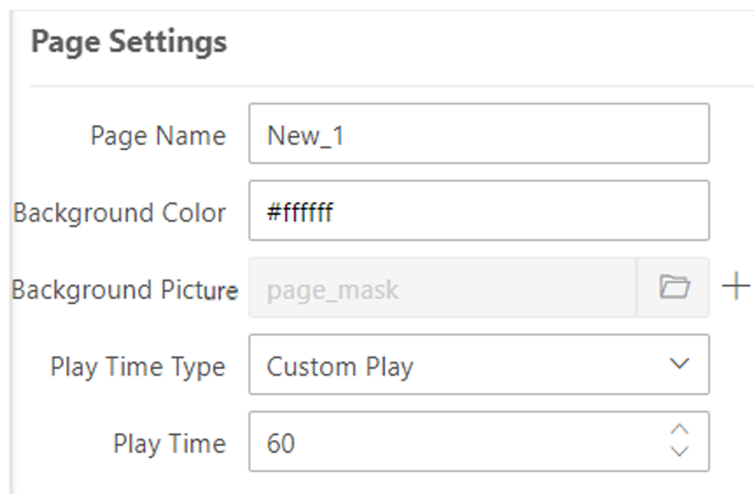 Page Settings
Page Name New_1
Background Color #ffffff
Background Picture page_mask
Play Time Type Custom Play
Play Time 60